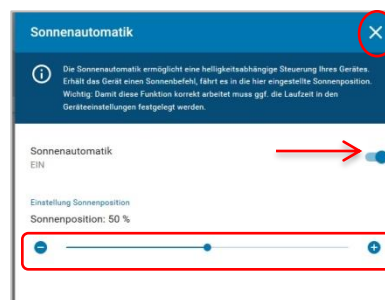 Sonnenautomatik
Die Sonnenautomatik ermöglicht eine helligkeitsabhängige Steuerung Ihres Gerätes.
Erhält das Gerät einen Sonnenbefehl, fährt es in die hier eingestellte Sonnenposition.
Wichtig: Damit diese Funktion korrekt arbeitet muss ggf. die Laufzeit in den
Geräteeinstellungen festgelegt werden.
Sonnenautomatik
EIN
Einstellung Sonnenposition
Sonnenposition: 50 %